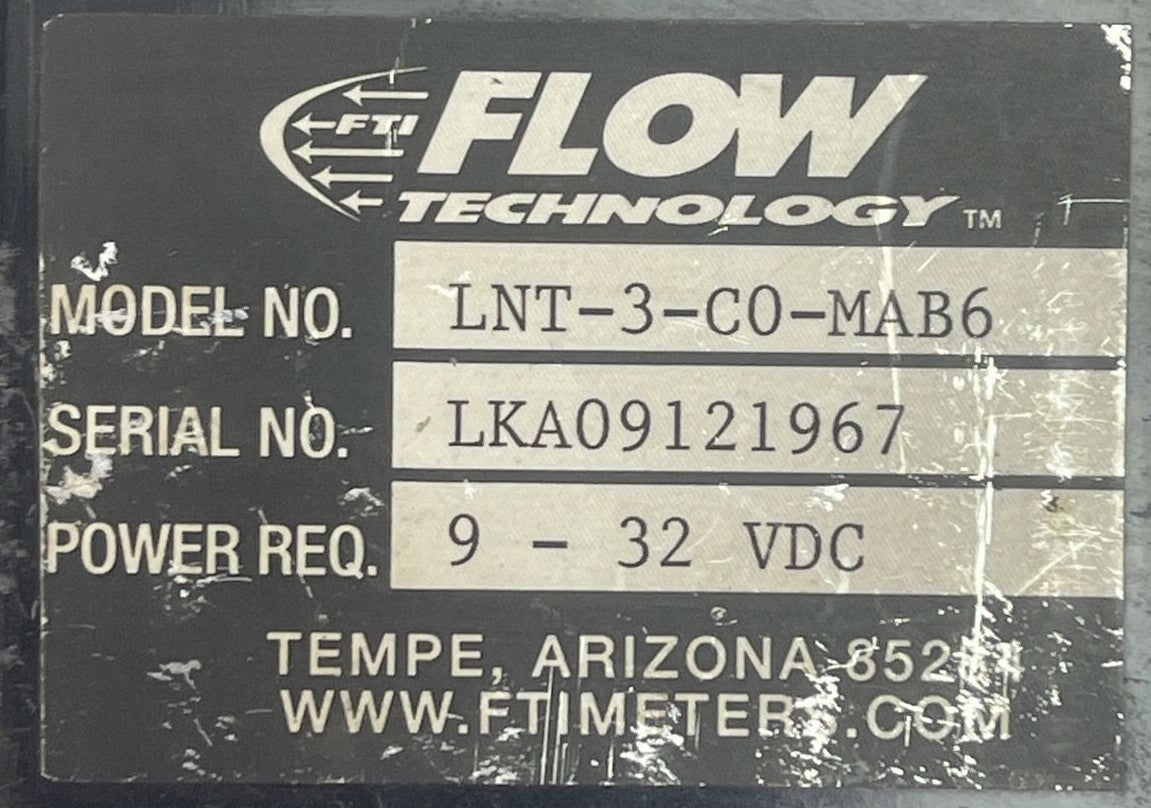 FTI FLOW
TECHNOLOGY™
MODEL NO. LNT-3-CO-MAB6
SERIAL NO. LKA09121967
POWER REQ. 9 - 32 VDC
TEMPE, ARIZONA
WWW.FTIMETERS.COM